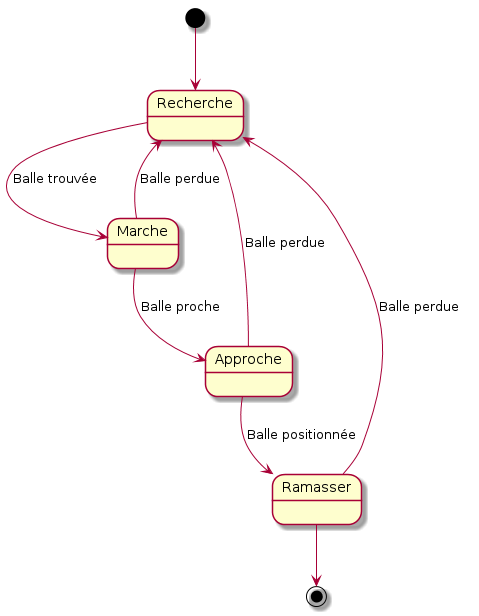 Recherche
Balle trouvée
Balle perdue
Marche
Balle perdue
Balle proche
Balle perdue
Approche
Balle positionnée
Ramasser